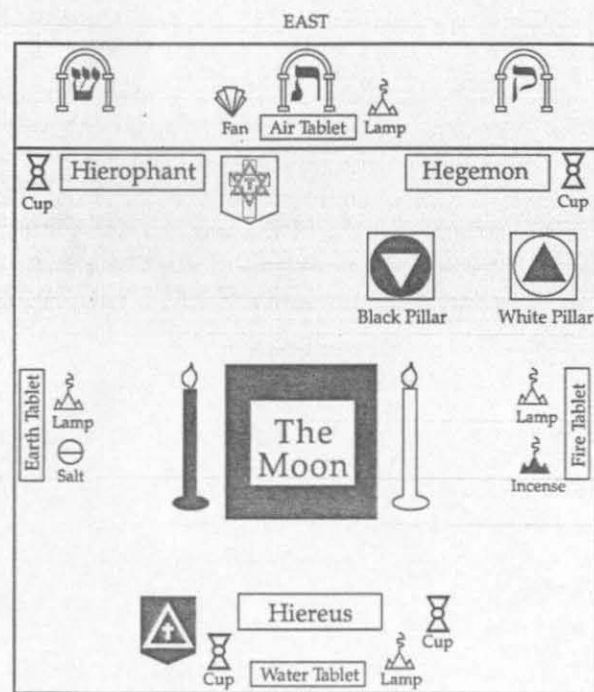 EAST
ש ת ק
Fan Air Tablet Lamp
Hierophant Hegemon
Cup Cup
Black Pillar White Pillar
Earth Tablet
Lamp
Salt
The
Moon
Lamp
Incense
Fire Tablet
Hiereus
Cup
Cup Water Tablet Lamp